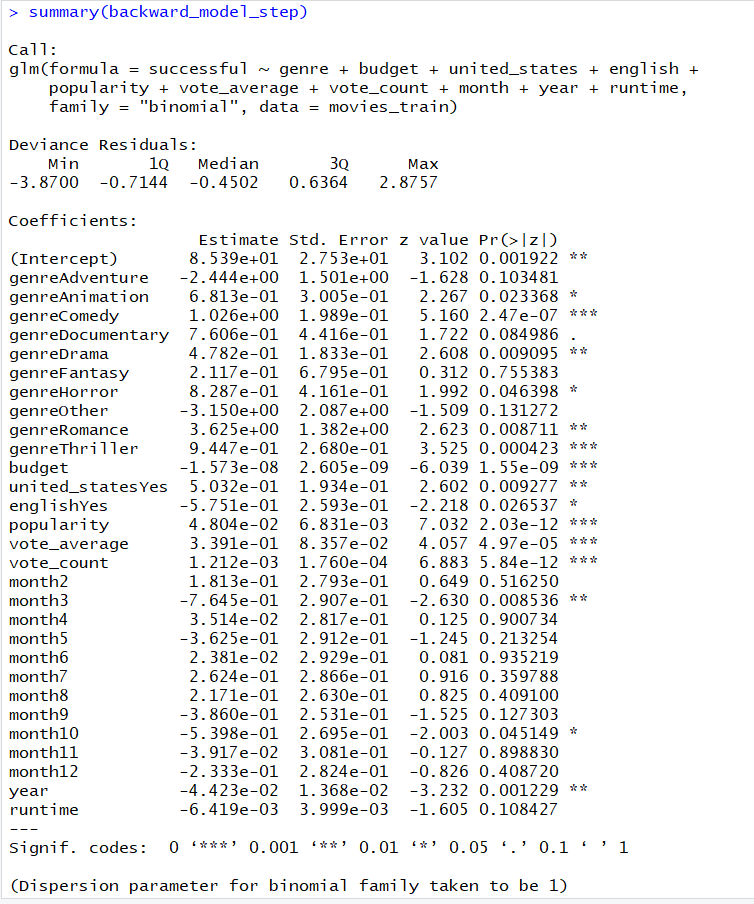 > summary(backward_model_step)
Call:
glm(formula = successful ~ genre + budget + united_states + english +
    popularity + vote_average + vote_count + month + year + runtime,
    family = "binomial", data = movies_train)
Deviance Residuals:
    Min       1Q   Median       3Q      Max
-3.8700  -0.7144  -0.4502   0.6364   2.8757
Coefficients:
                   Estimate Std. Error z value Pr(>|z|)
(Intercept)       8.539e+01  2.753e+01   3.102 0.001922 **
genreAdventure   -2.444e+00  1.501e+00  -1.628 0.103481
genreAnimation    6.813e-01  3.005e-01   2.267 0.023368 *
genreComedy       1.026e+00  1.989e-01   5.160 2.47e-07 ***
genreDocumentary  7.606e-01  4.416e-01   1.722 0.084986 .
genreDrama        4.782e-01  1.833e-01   2.608 0.009095 **
genreFantasy      2.117e-01  6.795e-01   0.312 0.755383
genreHorror       8.287e-01  4.161e-01   1.992 0.046398 *
genreOther       -3.150e+00  2.087e+00  -1.509 0.131272
genreRomance      3.625e+00  1.382e+00   2.623 0.008711 **
genreThriller     9.447e-01  2.680e-01   3.525 0.000423 ***
budget           -1.573e-08  2.605e-09  -6.039 1.55e-09 ***
united_statesYes  5.032e-01  1.934e-01   2.602 0.009277 **
englishYes       -5.751e-01  2.593e-01  -2.218 0.026537 *
popularity        4.804e-02  6.831e-03   7.032 2.03e-12 ***
vote_average      3.391e-01  8.357e-02   4.057 4.97e-05 ***
vote_count        1.212e-03  1.760e-04   6.883 5.84e-12 ***
month2            1.813e-01  2.793e-01   0.649 0.516250
month3           -7.645e-01  2.907e-01  -2.630 0.008536 **
month4            3.514e-02  2.817e-01   0.125 0.900734
month5           -3.625e-01  2.912e-01  -1.245 0.213254
month6            2.381e-02  2.929e-01   0.081 0.935219
month7            2.624e-01  2.866e-01   0.916 0.359788
month8            2.171e-01  2.630e-01   0.825 0.409100
month9           -3.860e-01  2.531e-01  -1.525 0.127303
month10          -5.398e-01  2.695e-01  -2.003 0.045149 *
month11          -3.917e-02  3.081e-01  -0.127 0.898830
month12          -2.333e-01  2.824e-01  -0.826 0.408720
year             -4.423e-02  1.368e-02  -3.232 0.001229 **
runtime          -6.419e-03  3.999e-03  -1.605 0.108427
---
Signif. codes:  0 ‘***’ 0.001 ‘**’ 0.01 ‘*’ 0.05 ‘.’ 0.1 ‘ ’ 1
(Dispersion parameter for binomial family taken to be 1)